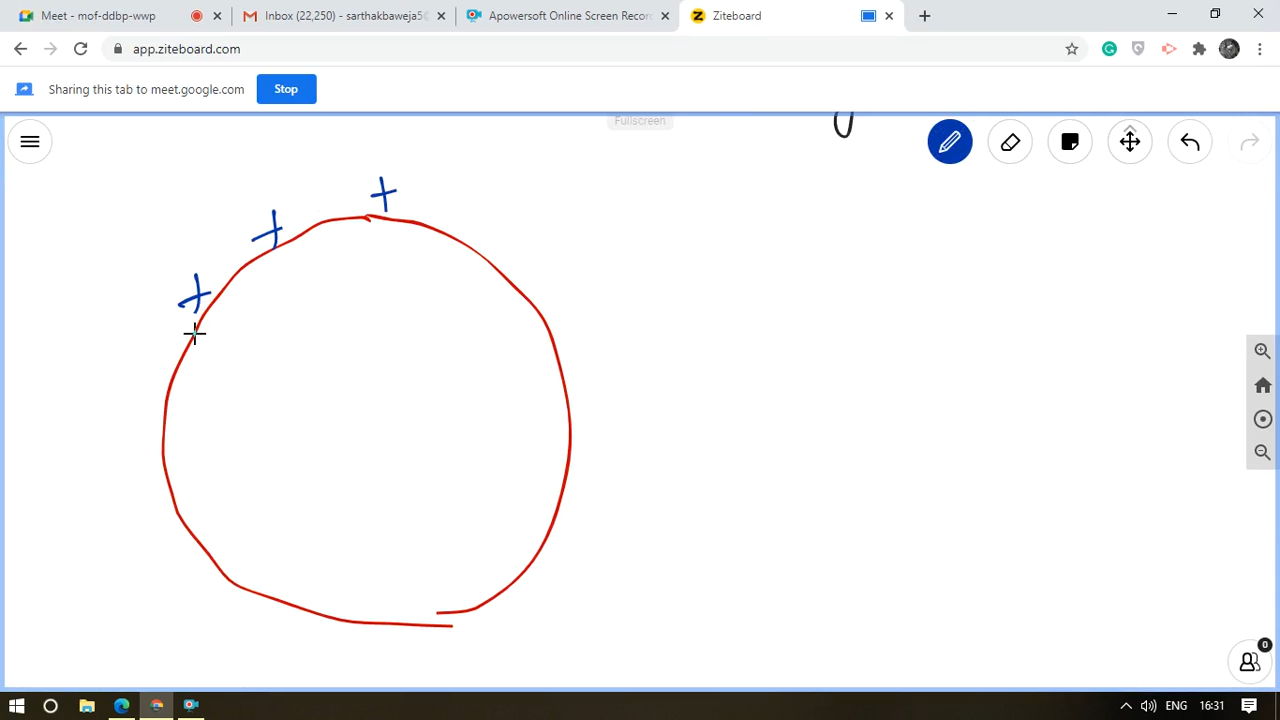 Meet - mof-ddbp-wwp
Inbox (22,250) - sarthakbaweja5
Apowersoft Online Screen Recor
Ziteboard
app.ziteboard.com
Sharing this tab to meet.google.com
Stop
Fullscreen
+
+
+
0
ENG
16:31